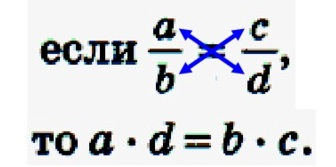 если a/b = c/d,
то a · d = b · c.